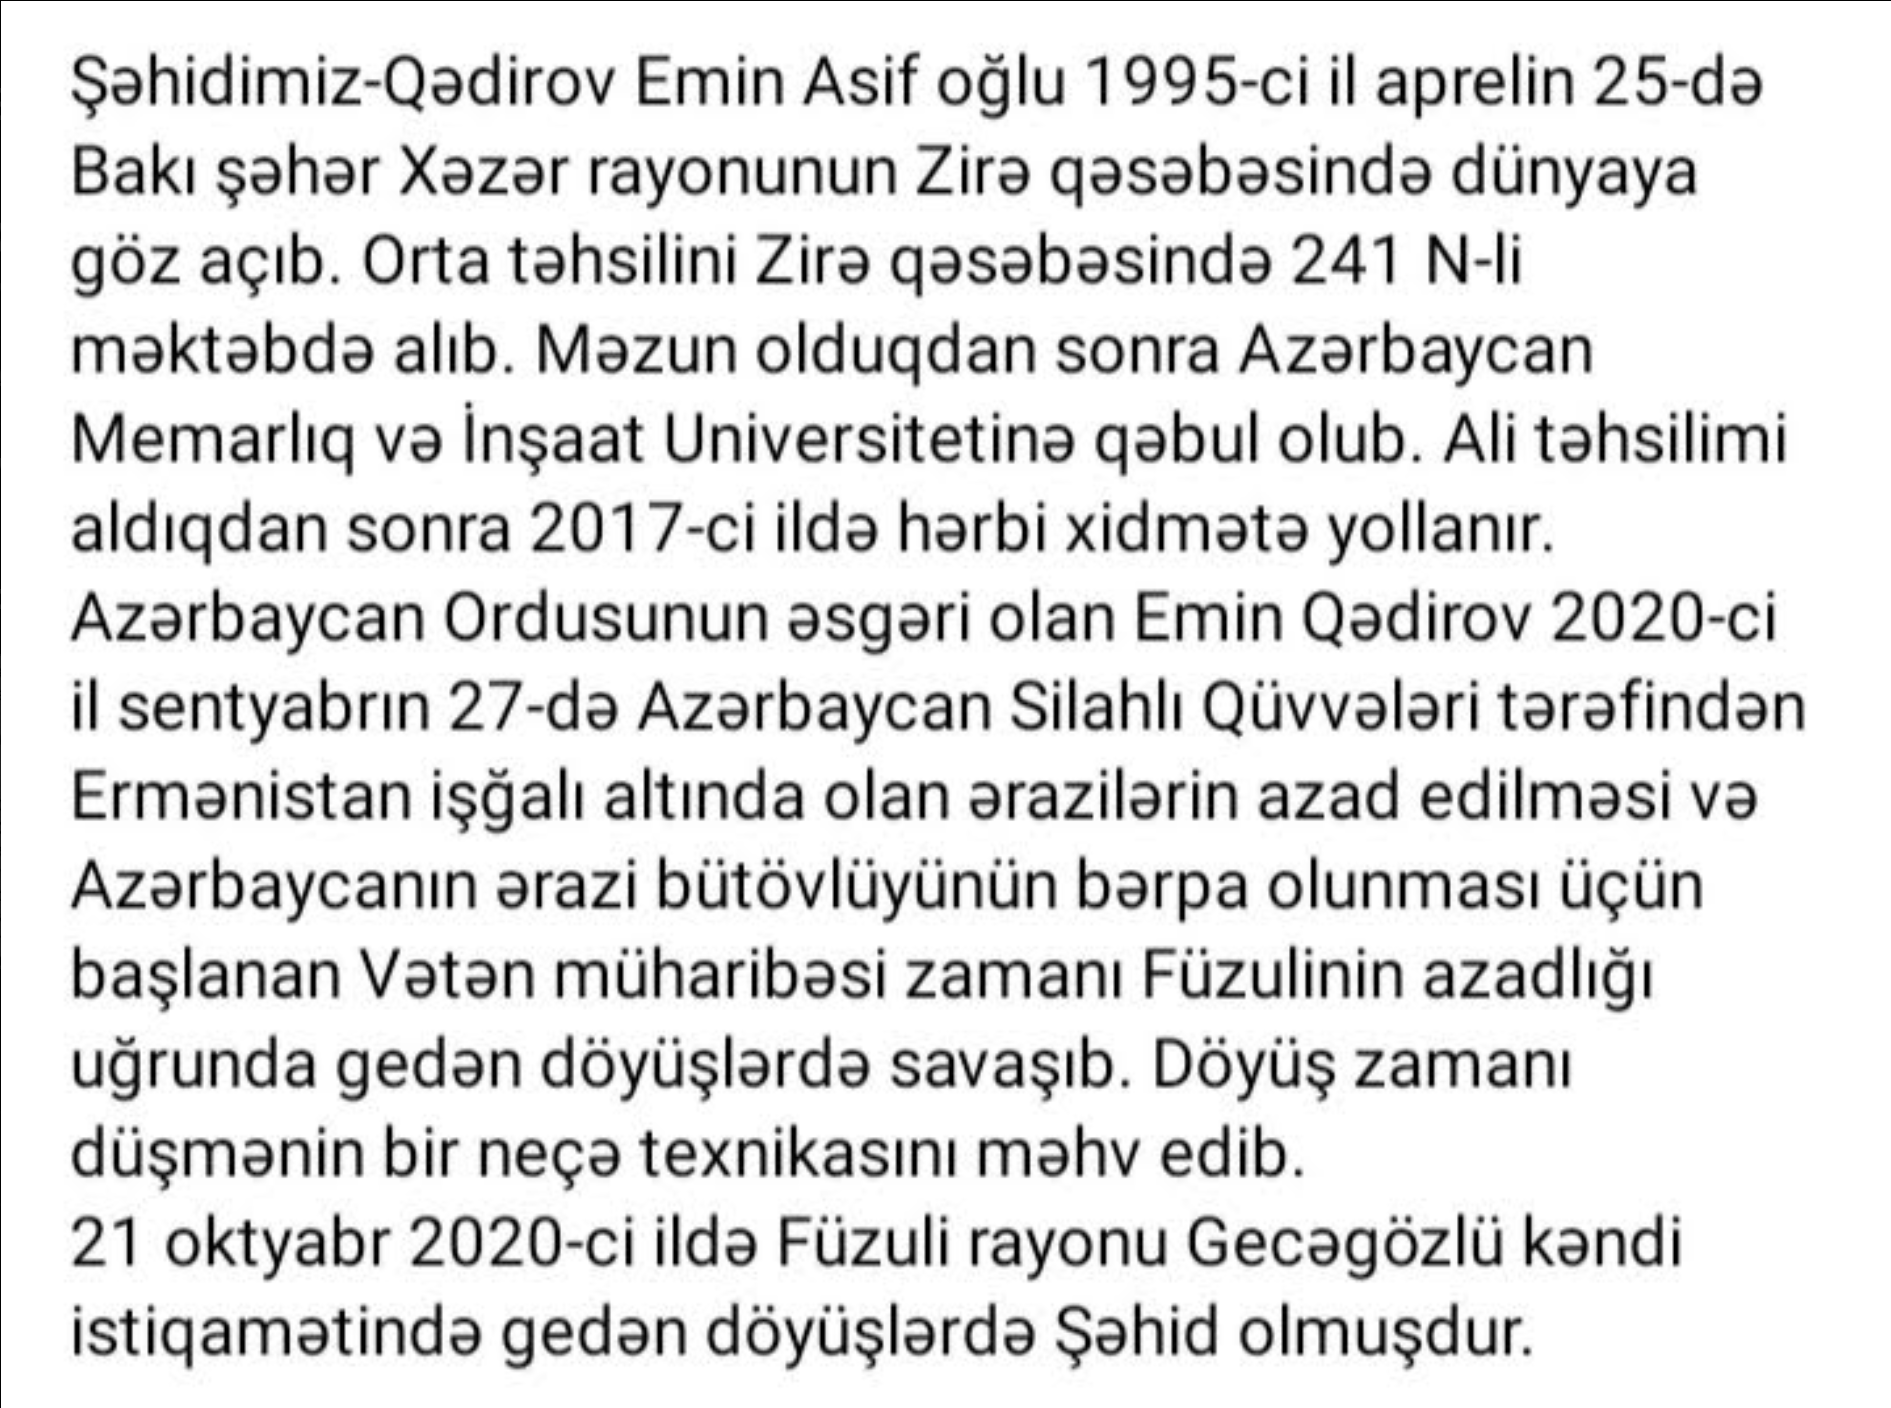 Şəhidimiz-Qədirov Emin Asif oğlu 1995-ci il aprelin 25-də
Bakı şəhər Xəzər rayonunun Zirə qəsəbəsində dünyaya
göz açıb. Orta təhsilini Zirə qəsəbəsində 241 N-li
məktəbdə alıb. Məzun olduqdan sonra Azərbaycan
Memarlıq və İnşaat Universitetinə qəbul olub. Ali təhsilimi
aldıqdan sonra 2017-ci ildə hərbi xidmətə yollanır.
Azərbaycan Ordusunun əsgəri olan Emin Qədirov 2020-ci
il sentyabrın 27-də Azərbaycan Silahlı Qüvvələri tərəfindən
Ermənistan işğalı altında olan ərazilərin azad edilməsi və
Azərbaycanın ərazi bütövlüyünün bərpa olunması üçün
başlanan Vətən müharibəsi zamanı Füzulinin azadlığı
uğrunda gedən döyüşlərdə savaşıb. Döyüş zamanı
düşmənin bir neçə texnikasını məhv edib.
21 oktyabr 2020-ci ildə Füzuli rayonu Gecəgözlü kəndi
istiqamətində gedən döyüşlərdə Şəhid olmuşdur.